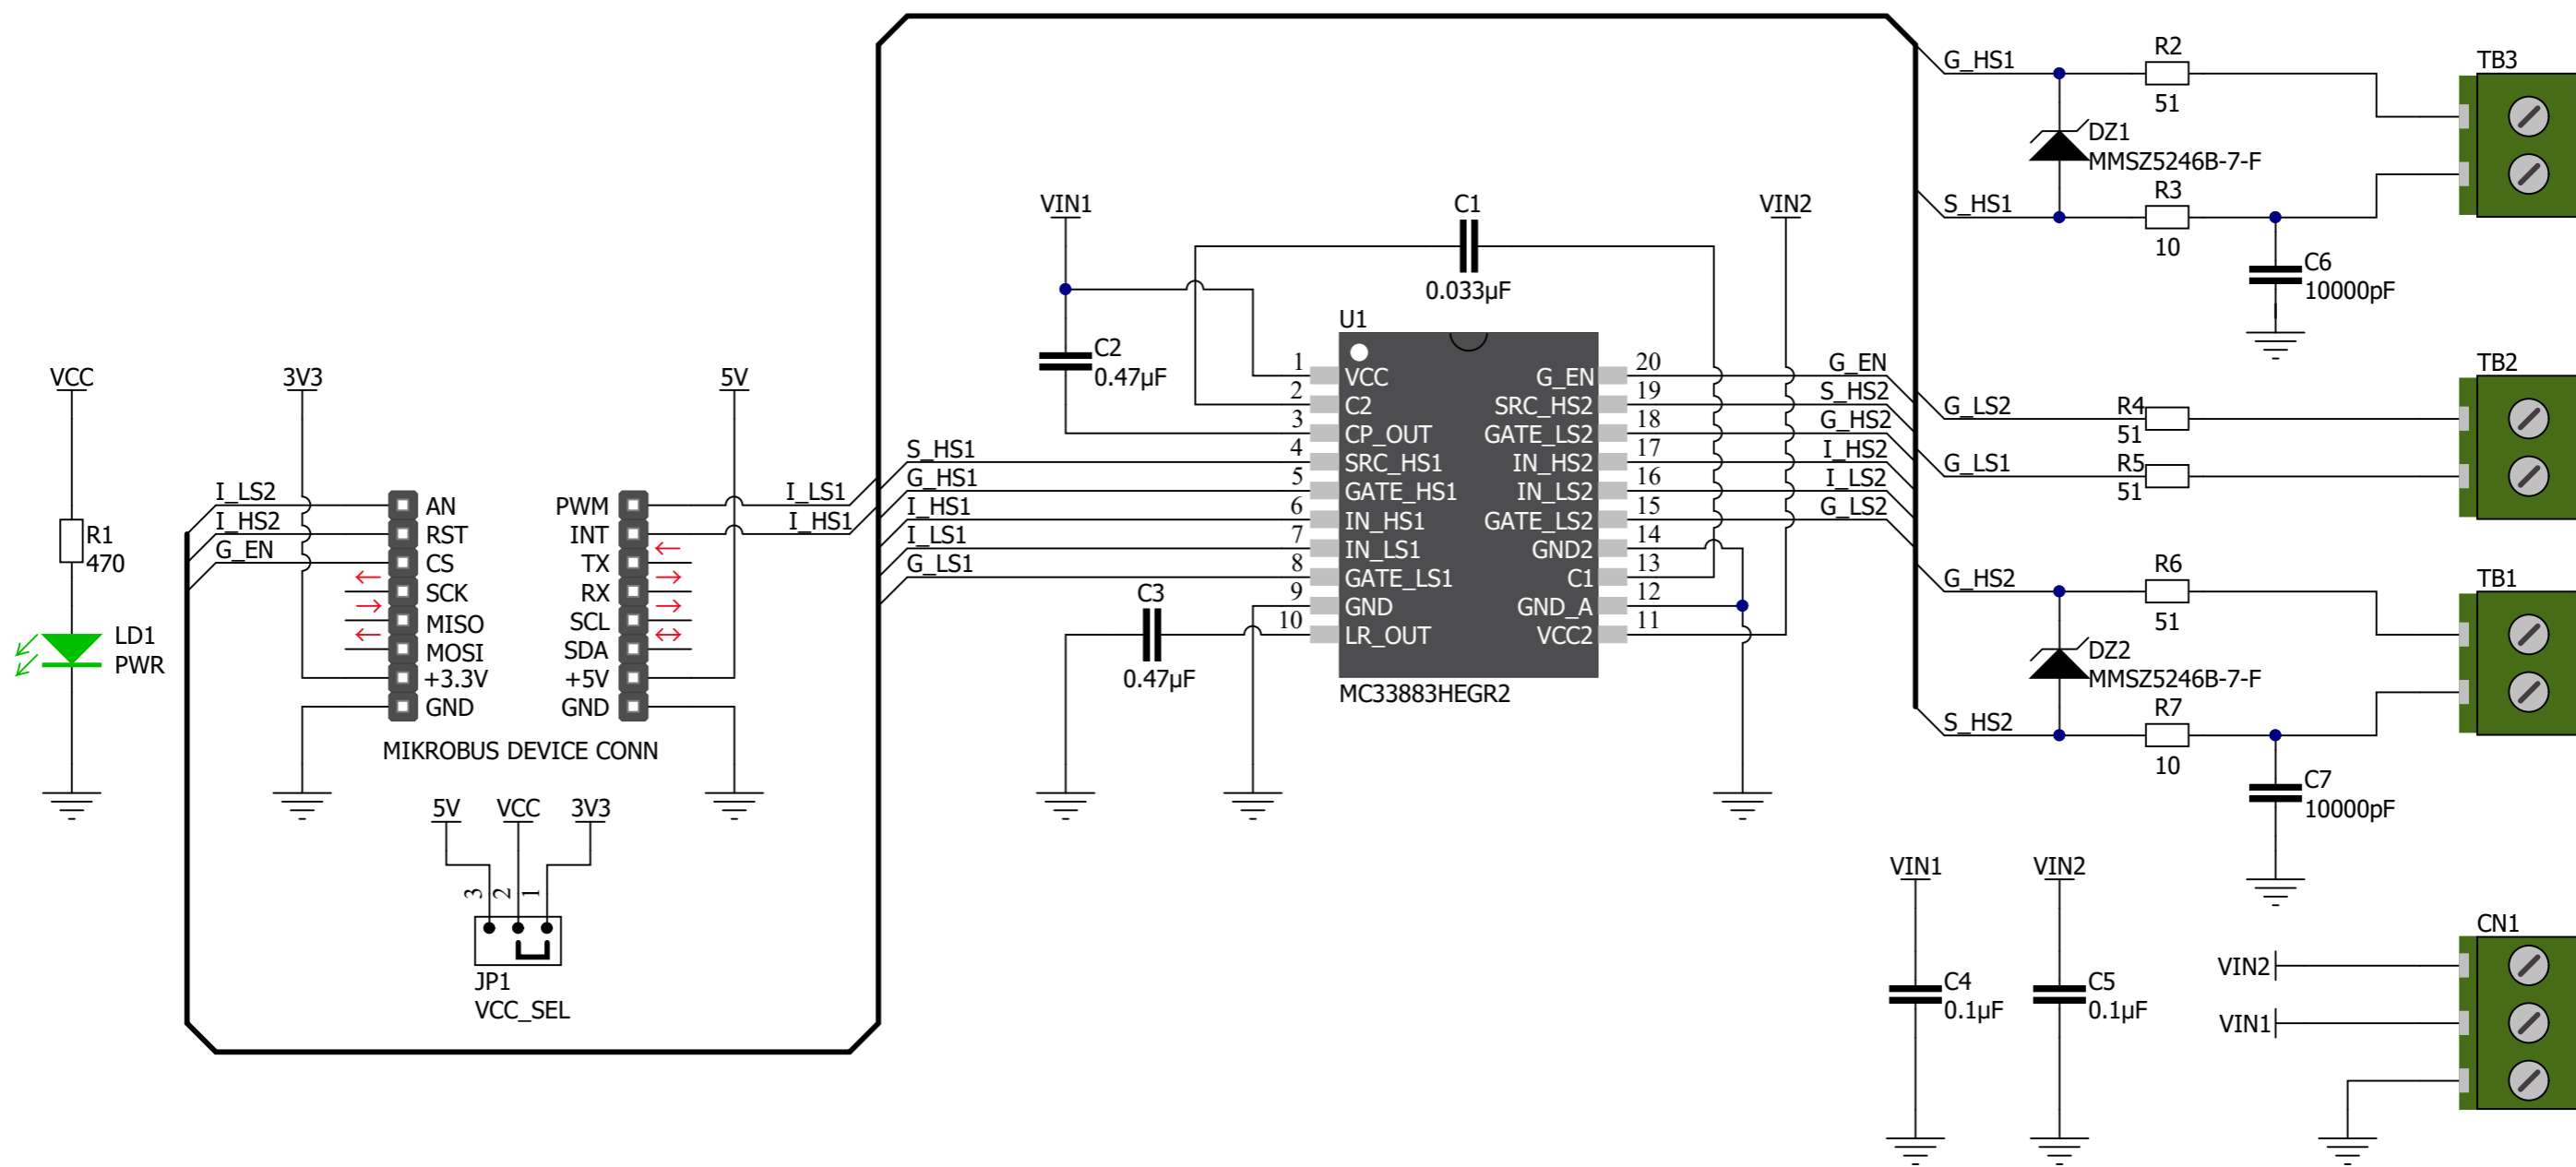 VCC
R1
470
LD1
PWR
3V3
5V
I_LS2
I_HS2
G_EN
AN
RST
CS
SCK
MISO
MOSI
+3.3V
GND
PWM
INT
TX
RX
SCL
SDA
+5V
GND
I_LS1
I_HS1
MIKROBUS DEVICE CONN
5V
VCC
3V3
3
2
1
JP1
VCC_SEL
VIN1
C2
0.47µF
C1
0.033µF
VIN2
S_HS1
G_HS1
I_HS1
I_LS1
G_LS1
C3
0.47µF
U1
1
2
3
4
5
6
7
8
9
10
VCC
C2
CP_OUT
SRC_HS1
GATE_HS1
IN_HS1
IN_LS1
GATE_LS1
GND
LR_OUT
G_EN
SRC_HS2
GATE_LS2
IN_HS2
IN_LS2
GATE_LS2
GND2
C1
GND_A
VCC2
20
19
18
17
16
15
14
13
12
11
MC33883HEGR2
G_EN
S_HS2
G_HS2
I_HS2
I_LS2
G_LS2
G_HS1
R2
51
DZ1
MMSZ5246B-7-F
S_HS1
R3
10
C6
10000pF
TB3
G_LS2
R4
51
G_LS1
R5
51
TB2
G_HS2
R6
51
DZ2
MMSZ5246B-7-F
S_HS2
R7
10
C7
10000pF
TB1
VIN1
C4
0.1µF
VIN2
C5
0.1µF
CN1
VIN2
VIN1